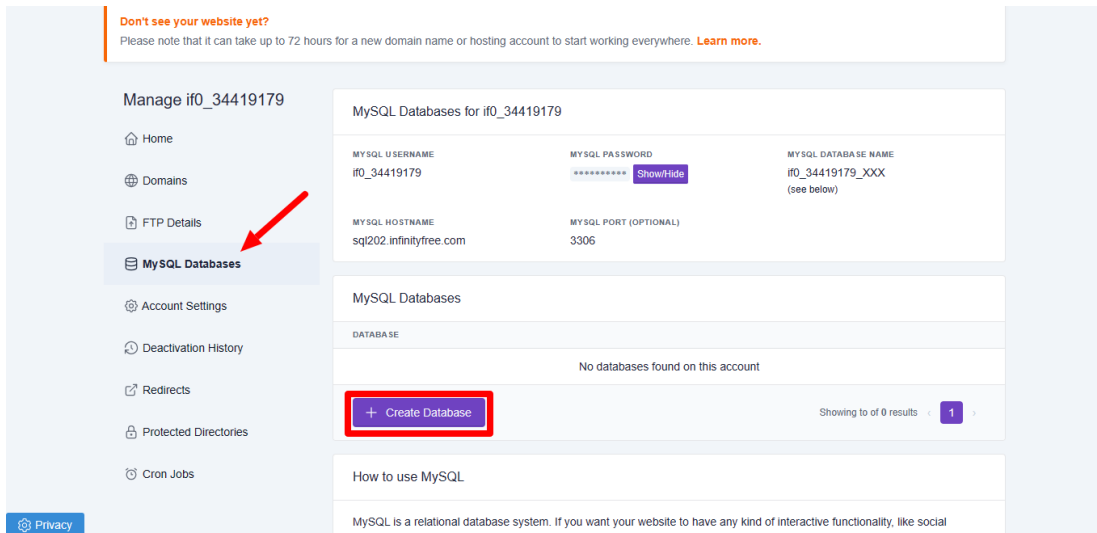 Don't see your website yet?
Please note that it can take up to 72 hours for a new domain name or hosting account to start working everywhere. Learn more.
Manage if0_34419179
Home
Domains
FTP Details
MySQL Databases
Account Settings
Deactivation History
Redirects
Protected Directories
Cron Jobs
Privacy
MySQL Databases for if0_34419179
MYSQL USERNAME
if0_34419179
MYSQL PASSWORD
********** Show/Hide
MYSQL DATABASE NAME
if0_34419179_XXX
(see below)
MYSQL HOSTNAME
sql202.infinityfree.com
MYSQL PORT (OPTIONAL)
3306
MySQL Databases
DATABASE
No databases found on this account
+ Create Database
Showing to of 0 results ‹ 1 ›
How to use MySQL
MySQL is a relational database system. If you want your website to have any kind of interactive functionality, like social